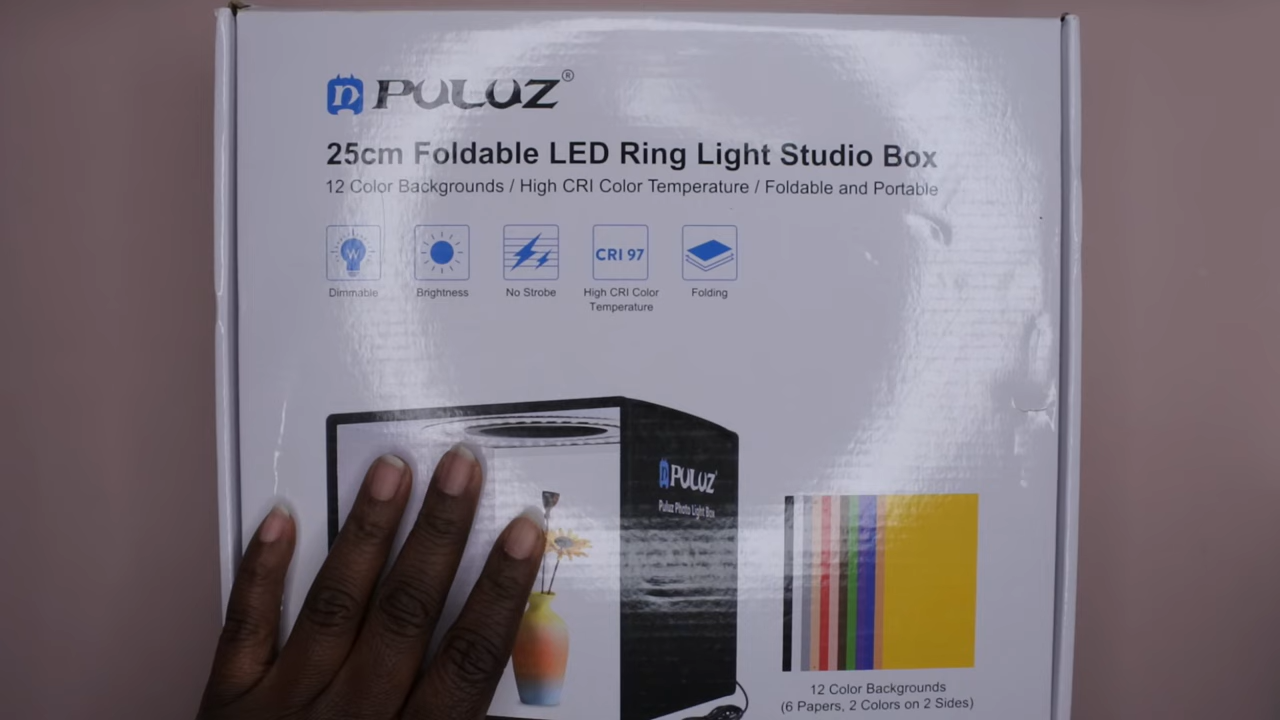 n PULUZ®
25cm Foldable LED Ring Light Studio Box
12 Color Backgrounds / High CRI Color Temperature / Foldable and Portable
W
CRI 97
Dimmable Brightness No Strobe High CRI Color Folding
Temperature
n PULUZ®
Puluz Photo Light Box
12 Color Backgrounds
(6 Papers, 2 Colors on 2 Sides)